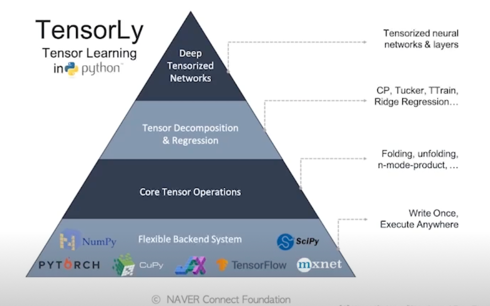 TensorLy
Tensor Learning
in python
Deep
Tensorized
Networks
Tensorized neural
networks & layers
Tensor Decomposition
& Regression
CP, Tucker, TTrain,
Ridge Regression...
Core Tensor Operations
Folding, unfolding,
n-mode-product, ...
Flexible Backend System
Write Once,
Execute Anywhere
NumPy
SciPy
PYTORCH
CuPy
JAX
TensorFlow
mxnet
© NAVER Connect Foundation